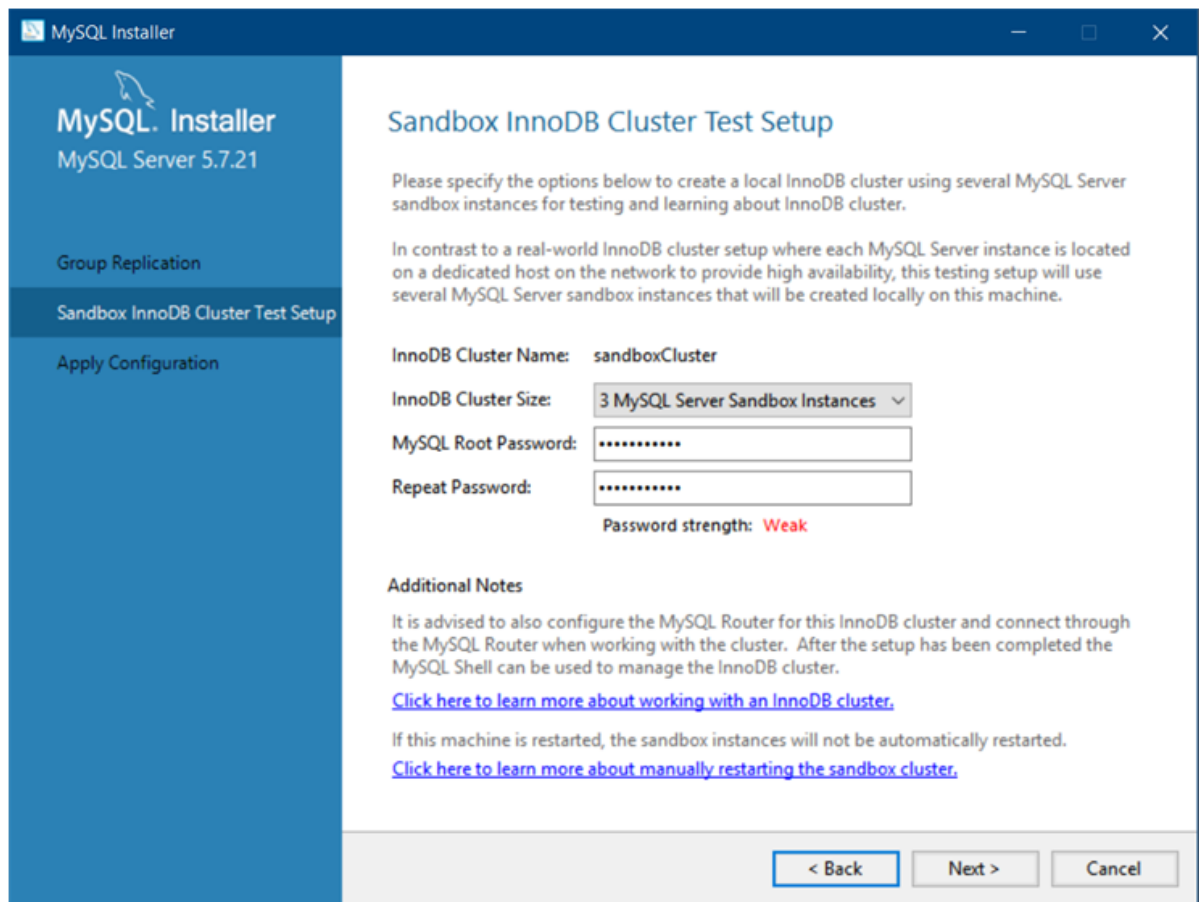 MySQL Installer
MySQL. Installer
MySQL Server 5.7.21
Group Replication
Sandbox InnoDB Cluster Test Setup
Apply Configuration
Sandbox InnoDB Cluster Test Setup
Please specify the options below to create a local InnoDB cluster using several MySQL Server
sandbox instances for testing and learning about InnoDB cluster.
In contrast to a real-world InnoDB cluster setup where each MySQL Server instance is located
on a dedicated host on the network to provide high availability, this testing setup will use
several MySQL Server sandbox instances that will be created locally on this machine.
InnoDB Cluster Name: sandboxCluster
InnoDB Cluster Size: 3 MySQL Server Sandbox Instances
MySQL Root Password: •••••••••••
Repeat Password: •••••••••••
Password strength: Weak
Additional Notes
It is advised to also configure the MySQL Router for this InnoDB cluster and connect through
the MySQL Router when working with the cluster. After the setup has been completed the
MySQL Shell can be used to manage the InnoDB cluster.
Click here to learn more about working with an InnoDB cluster.
If this machine is restarted, the sandbox instances will not be automatically restarted.
Click here to learn more about manually restarting the sandbox cluster.
< Back Next > Cancel